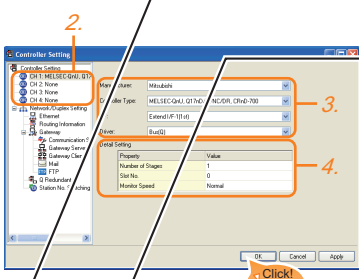 2.
Controller Setting
Controller Setting
CH 1: MELSEC-QnU, Q17
CH 2: None
CH 3: None
CH 4: None
Network/Duplex Setting
Ethernet
Routing Information
Gateway
Communication S
Gateway Serve
Gateway Clien
Mail
FTP
Q Redundant
Station No. Switching
Manufacturer: Mitsubishi
Controller Type: MELSEC-QnU, Q17nD/ NC/DR, CRnD-700
Extend I/F-1(1st)
Driver: Bus(Q)
3.
Detail Setting
Property Value
Number of Stages 1
Slot No. 0
Monitor Speed Normal
4.
OK Cancel Apply
Click!